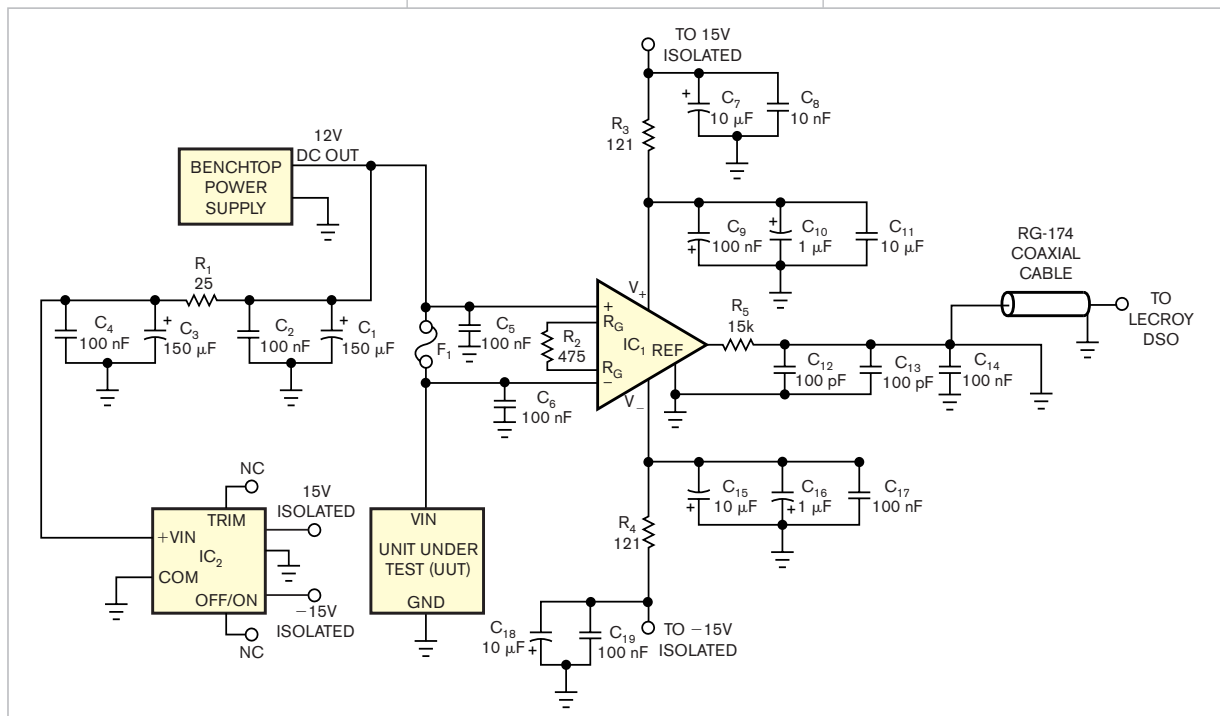 TO 15V
ISOLATED
C7
10 µF
C8
10 nF
R3
121
12V
DC OUT
BENCHTOP
POWER
SUPPLY
C9
100 nF
C10
1 µF
C11
10 µF
RG-174
COAXIAL
CABLE
TO
LECROY
DSO
R1
25
C4
100 nF
C3
150 µF
C2
100 nF
C1
150 µF
F1
C5
100 nF
R2
475
C6
100 nF
V+
+
RG
IC1
REF
RG
−
V−
R5
15k
C12
100 pF
C13
100 pF
C14
100 nF
NC
TRIM
15V
ISOLATED
+VIN
IC2
COM
OFF/ON
−15V
ISOLATED
NC
VIN
UNIT UNDER
TEST (UUT)
GND
C15
10 µF
C16
1 µF
C17
100 nF
R4
121
C18
10 µF
C19
100 nF
TO −15V
ISOLATED